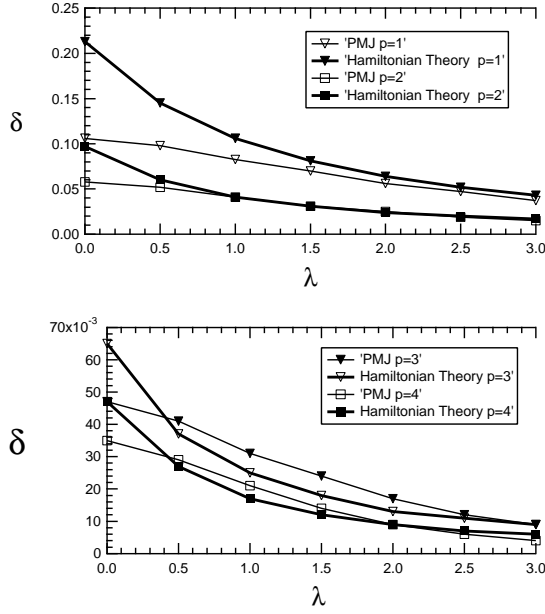 0.25
0.20
0.15
0.10
0.05
0.00
δ
'PMJ p=1'
'Hamiltonian Theory p=1'
'PMJ p=2'
'Hamiltonian Theory p=2'
0.0 0.5 1.0 1.5 2.0 2.5 3.0
λ
70x10⁻³
60
50
40
30
20
10
0
δ
'PMJ p=3'
Hamiltonian Theory p=3'
'PMJ p=4'
Hamiltonian Theory p=4'
0.0 0.5 1.0 1.5 2.0 2.5 3.0
λ